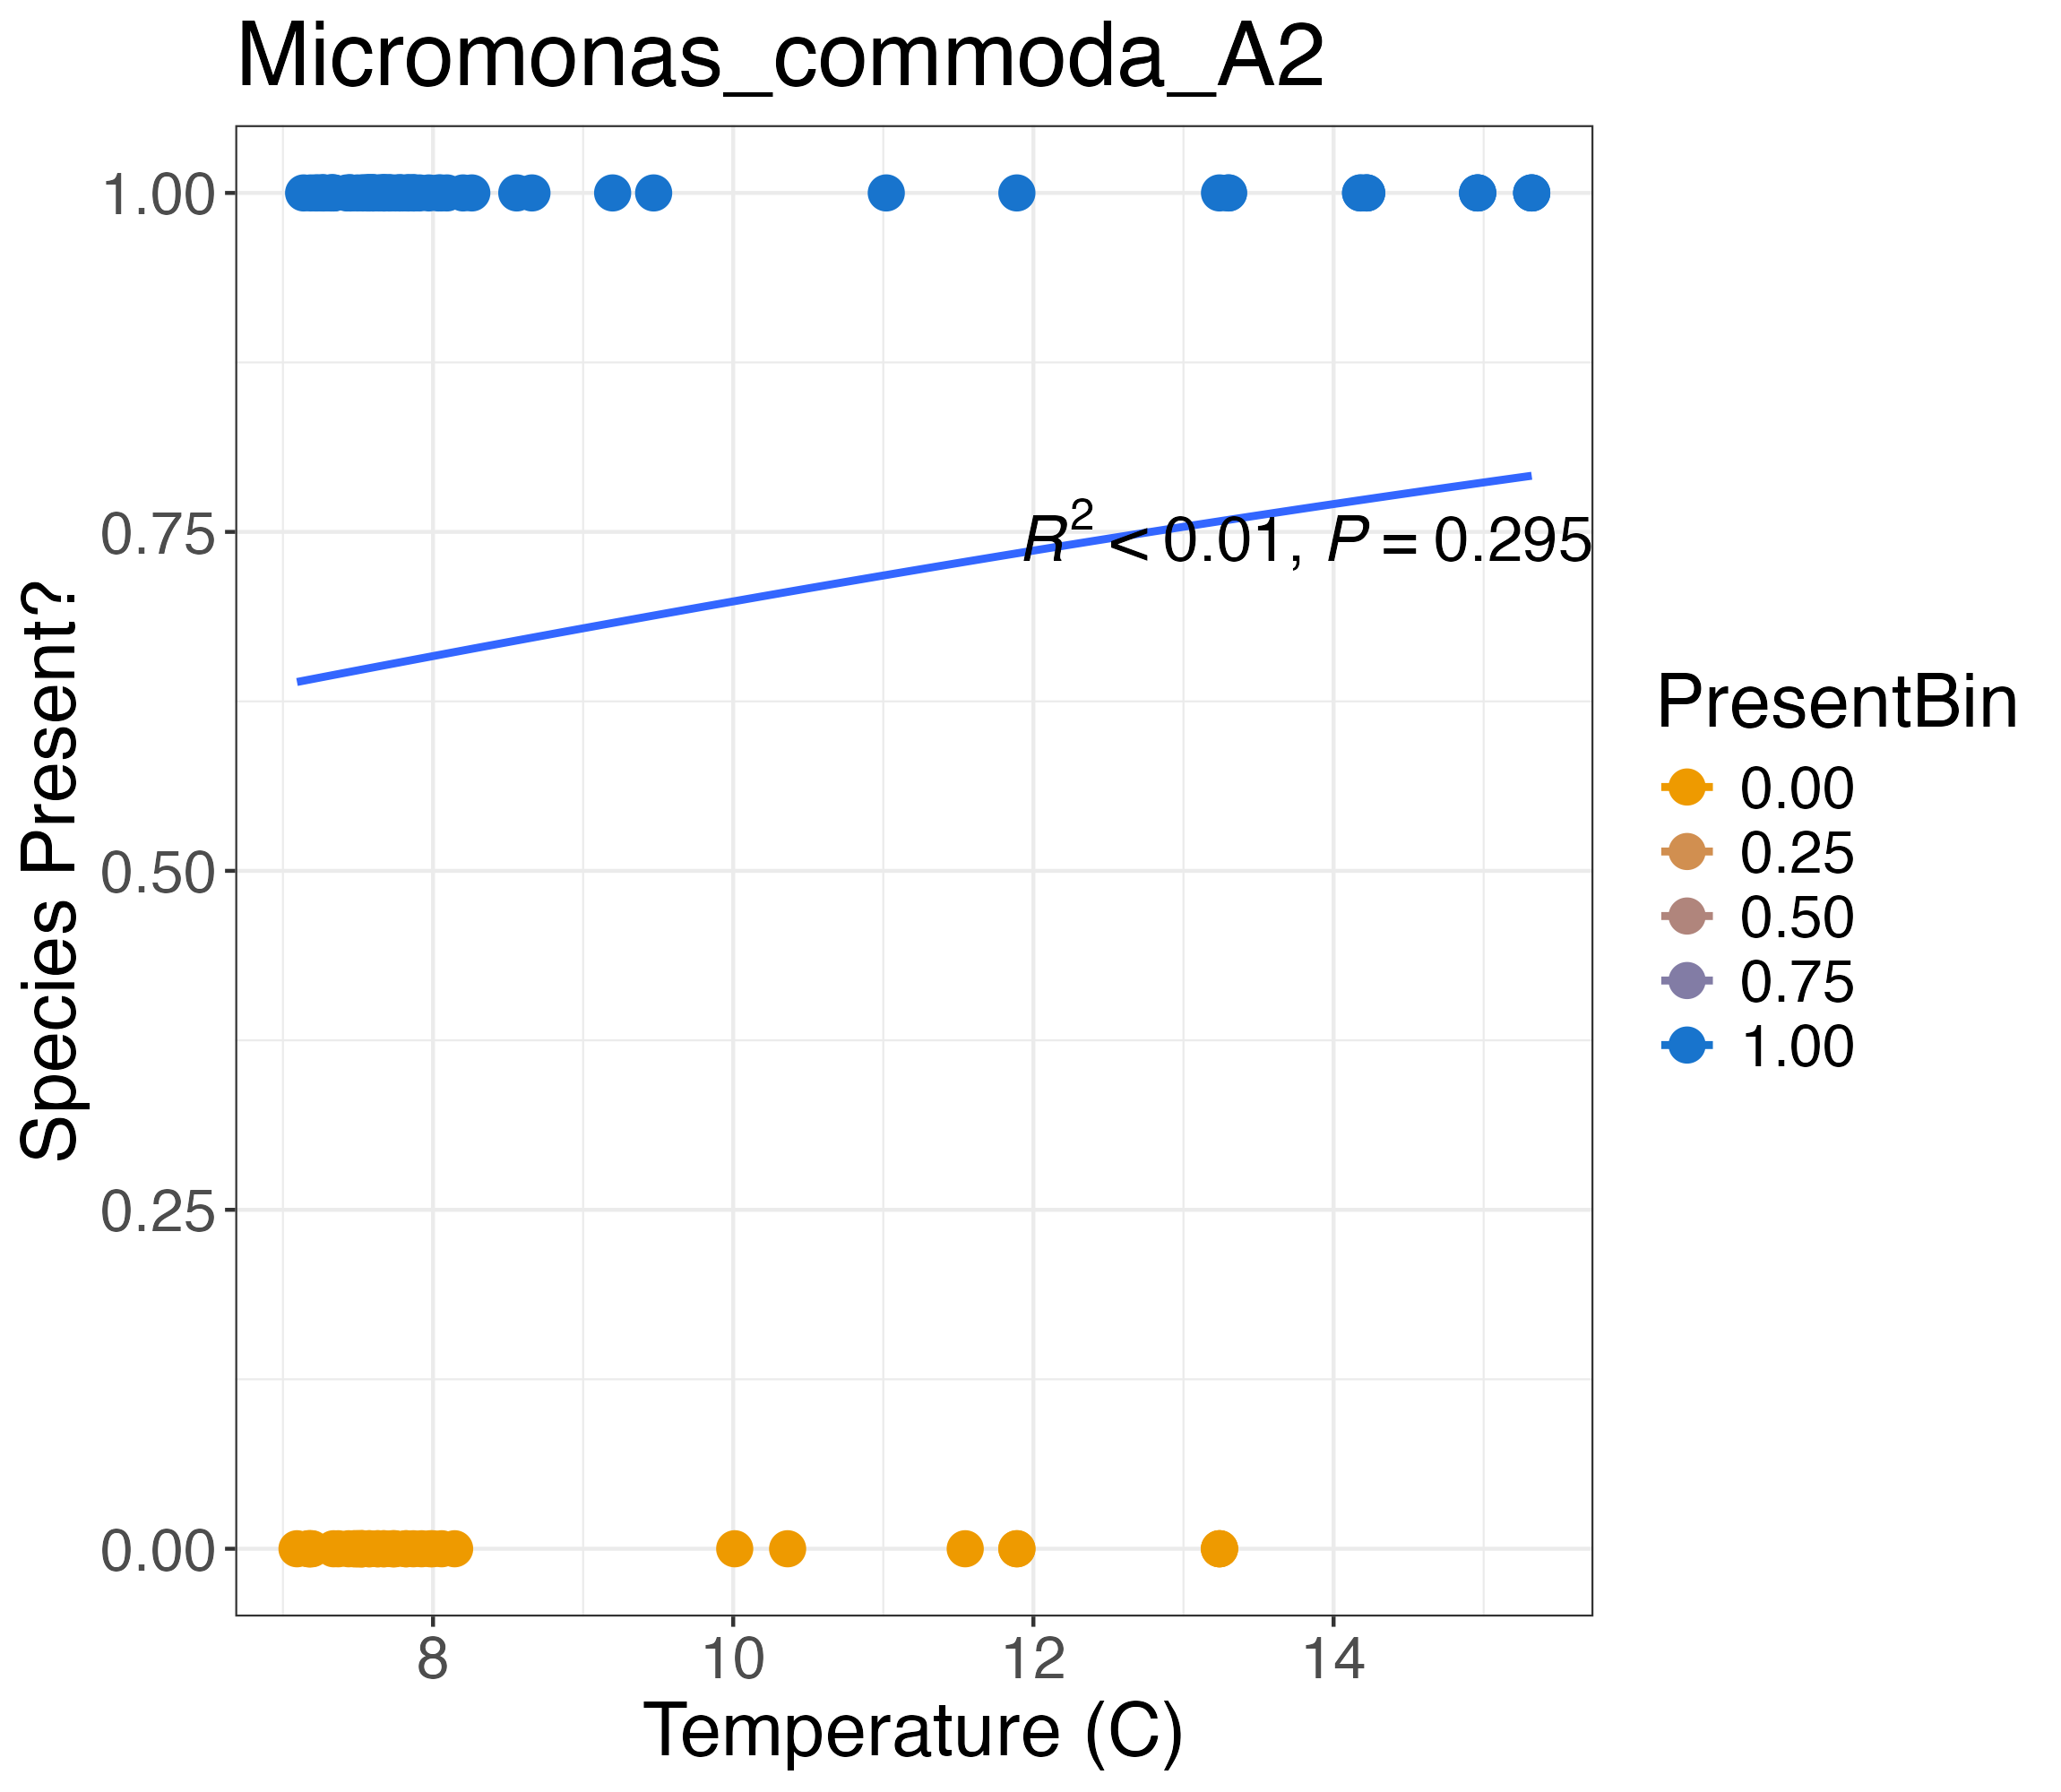 Micromonas_commoda_A2
1.00
0.75
0.50
0.25
0.00
Species Present?
R² < 0.01, P = 0.295
8 10 12 14
Temperature (C)
PresentBin
0.00
0.25
0.50
0.75
1.00